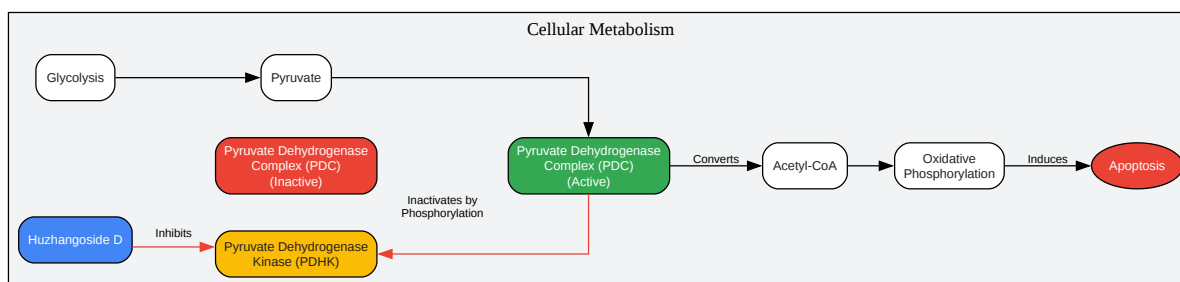 Cellular Metabolism
Glycolysis
Pyruvate
Pyruvate Dehydrogenase
Complex (PDC)
(Inactive)
Pyruvate Dehydrogenase
Complex (PDC)
(Active)
Converts
Acetyl-CoA
Oxidative
Phosphorylation
Induces
Apoptosis
Inactivates by
Phosphorylation
Huzhangoside D
Inhibits
Pyruvate Dehydrogenase
Kinase (PDHK)